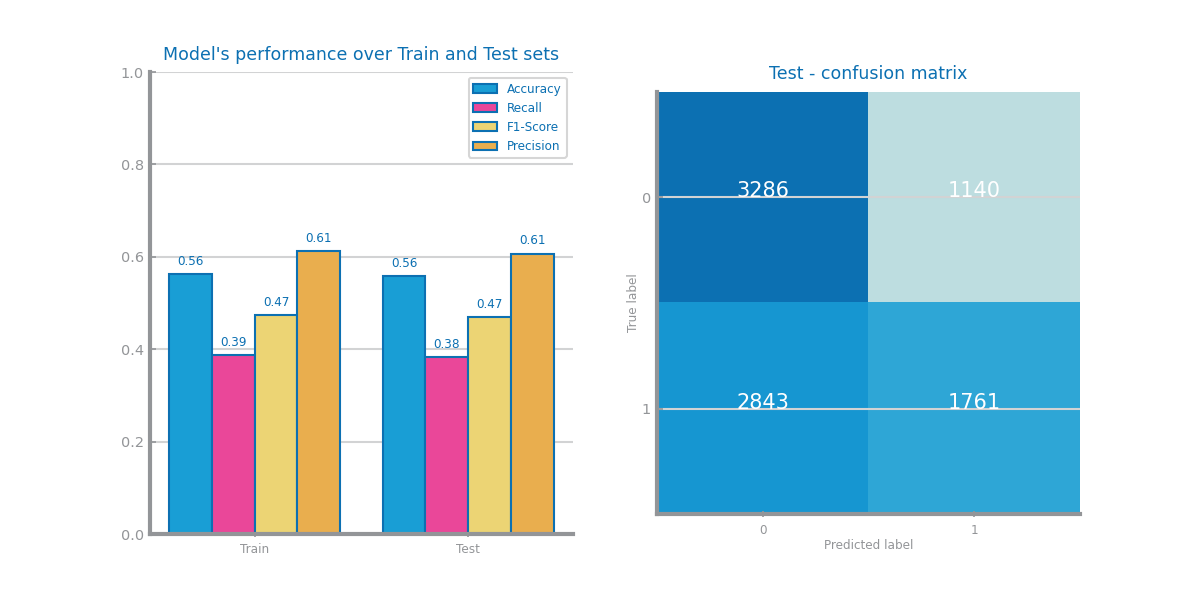 Model's performance over Train and Test sets
1.0
0.8
0.6
0.4
0.2
0.0
Accuracy
Recall
F1-Score
Precision
0.56
0.39
0.47
0.61
0.56
0.38
0.47
0.61
Train
Test
Test - confusion matrix
True label
0
1
3286
1140
2843
1761
0
1
Predicted label